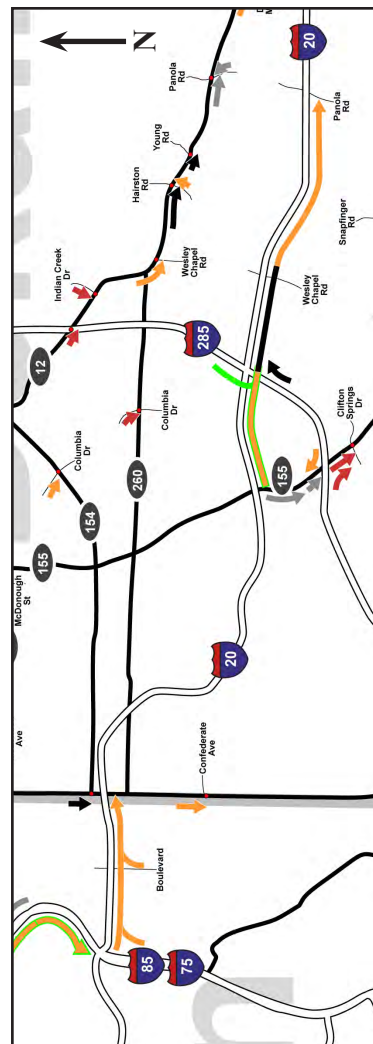 N
Panola
Rd
20
Young
Rd
Hairston
Rd
Panola
Rd
Indian Creek
Dr
Wesley
Chapel
Rd
Snapfinger
Rd
Wesley
Chapel
Rd
12
285
Columbia
Dr
Columbia
Dr
Clifton
Springs
Dr
260
155
154
155
McDonough
St
20
Ave
Confederate
Ave
Boulevard
85
75